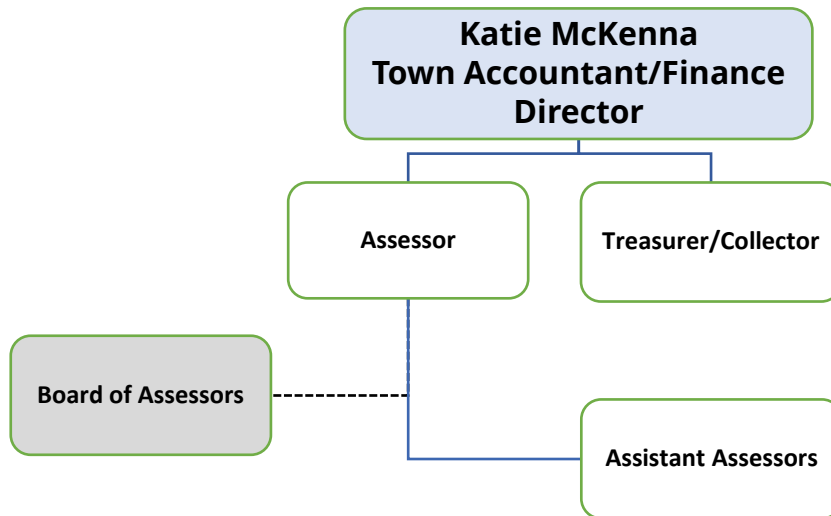 Katie McKenna
Town Accountant/Finance
Director
Assessor
Treasurer/Collector
Board of Assessors
Assistant Assessors